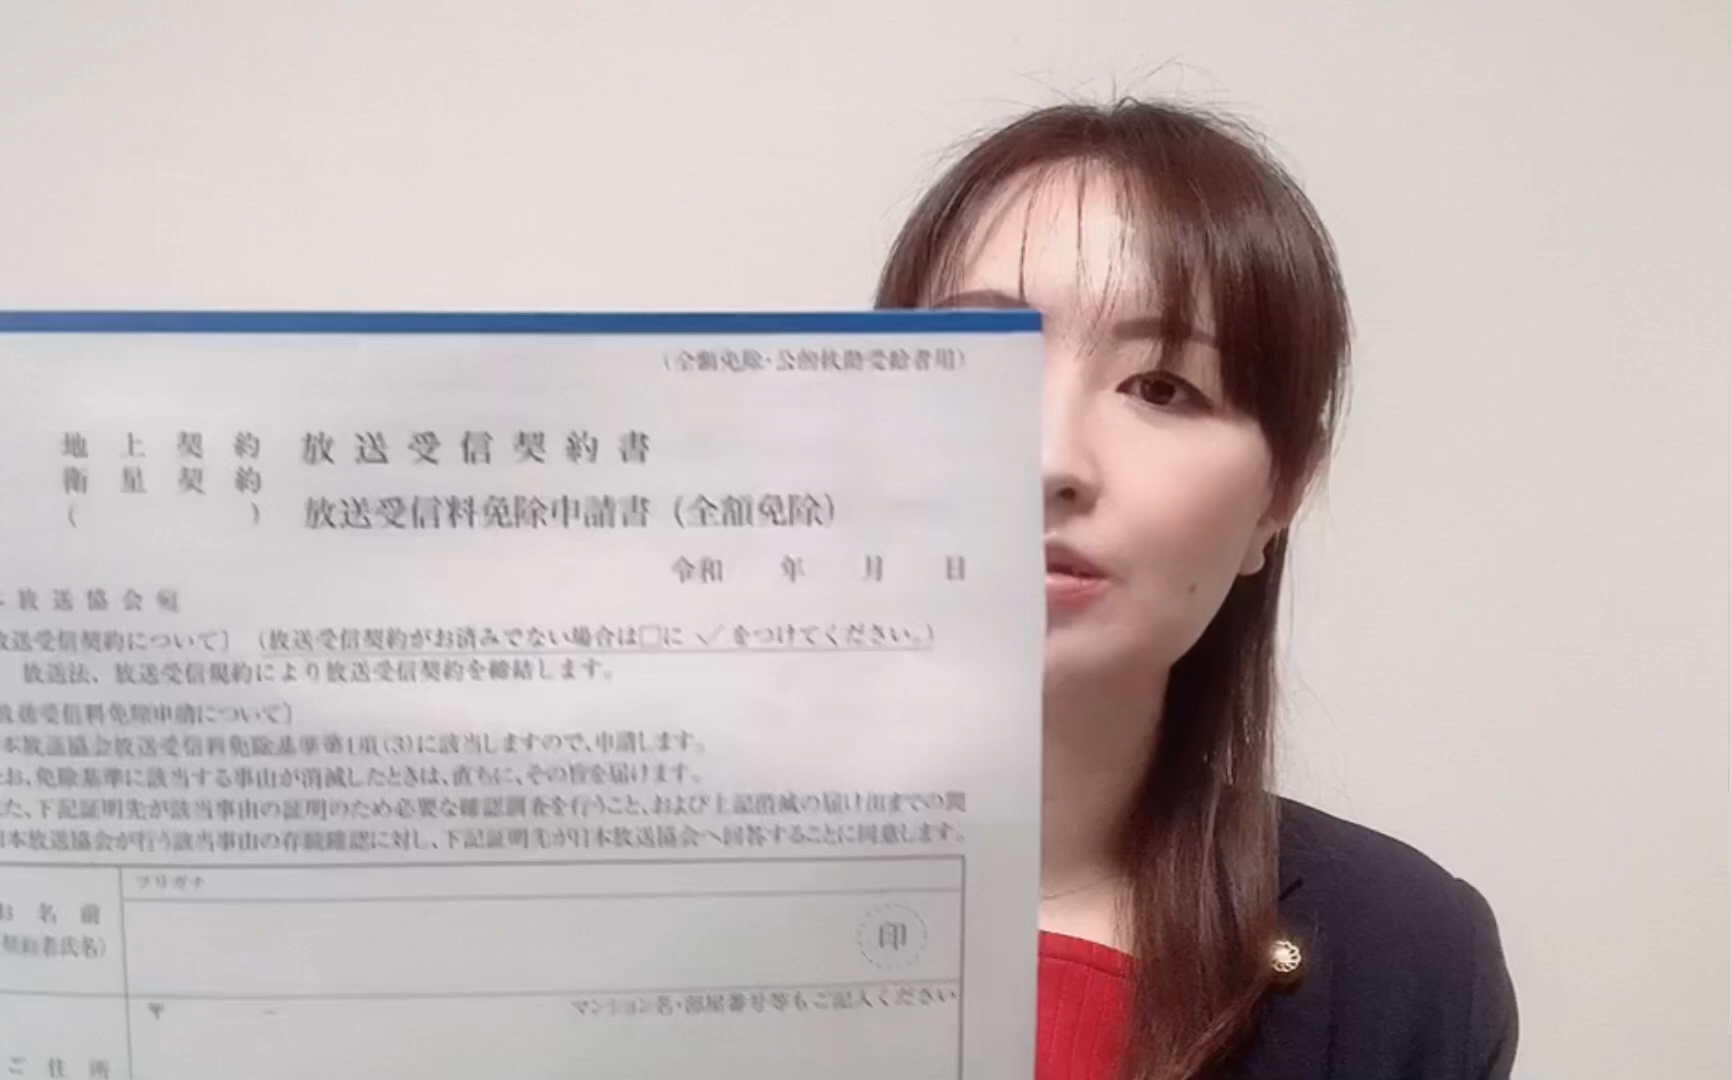 （全額免除・公的扶助受給者用）
地上契約 放送受信契約書
衛星契約
（　　　　） 放送受信料免除申請書（全額免除）
令和　年　月　日
放送協会宛
放送受信契約について〕（放送受信契約がお済みでない場合は□に✓をつけてください。）
放送法、放送受信規約により放送受信契約を締結します。
放送受信料免除申請について〕
本放送協会放送受信料免除基準第1項(3)に該当しますので、申請します。
お、免除基準に該当する事由が消滅したときは、直ちに、その旨を届けます。
た、下記証明先が該当事由の証明のため必要な確認調査を行うこと、および上記消滅の届け出までの間
日本放送協会が行う該当事由の存続確認に対し、下記証明先が日本放送協会へ回答することに同意します。
フリガナ
お名前
契約者氏名）
印
〒　−　マンション名・部屋番号等もご記入ください
ご住所